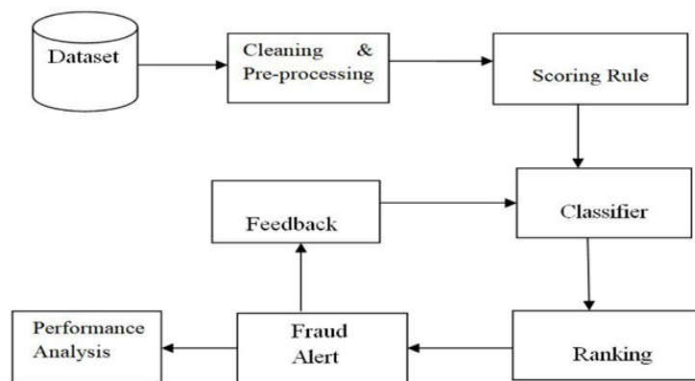 Dataset
Cleaning &
Pre-processing
Scoring Rule
Feedback
Classifier
Performance
Analysis
Fraud
Alert
Ranking